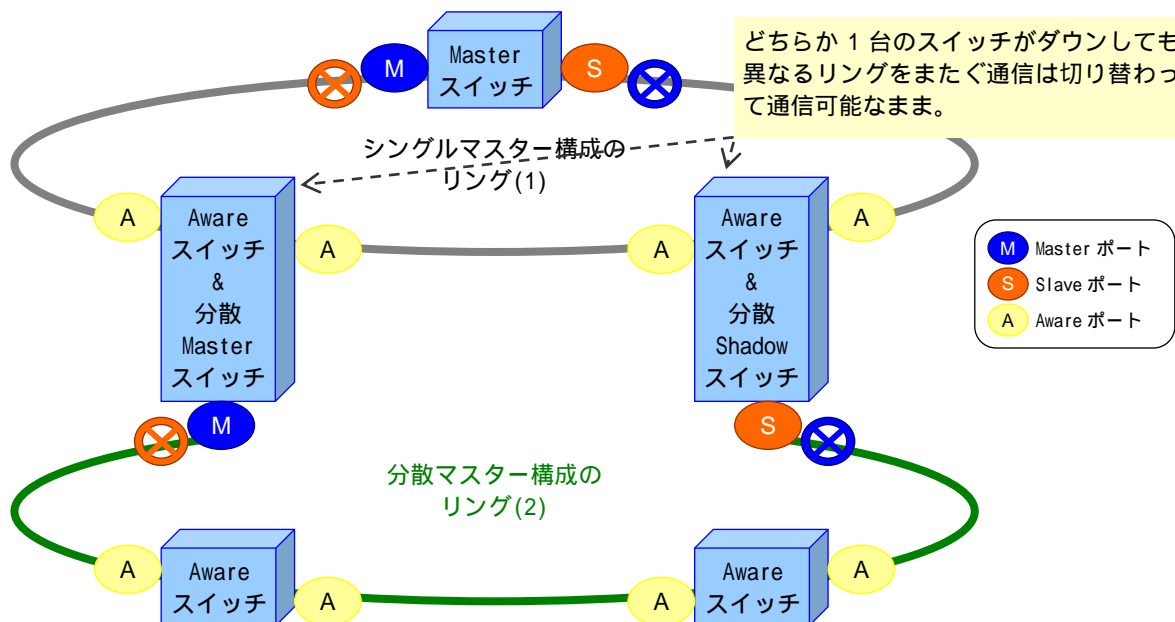 M
Master
スイッチ
S
どちらか 1 台のスイッチがダウンしても
異なるリングをまたぐ通信は切り替わっ
て通信可能なまま。
シングルマスター構成の
リング(1)
A
Aware
スイッチ
&
分散
Master
スイッチ
A
A
Aware
スイッチ
&
分散
Shadow
スイッチ
A
M Master ポート
S Slave ポート
A Aware ポート
M
S
分散マスター構成の
リング(2)
A
Aware
スイッチ
A
A
Aware
スイッチ
A